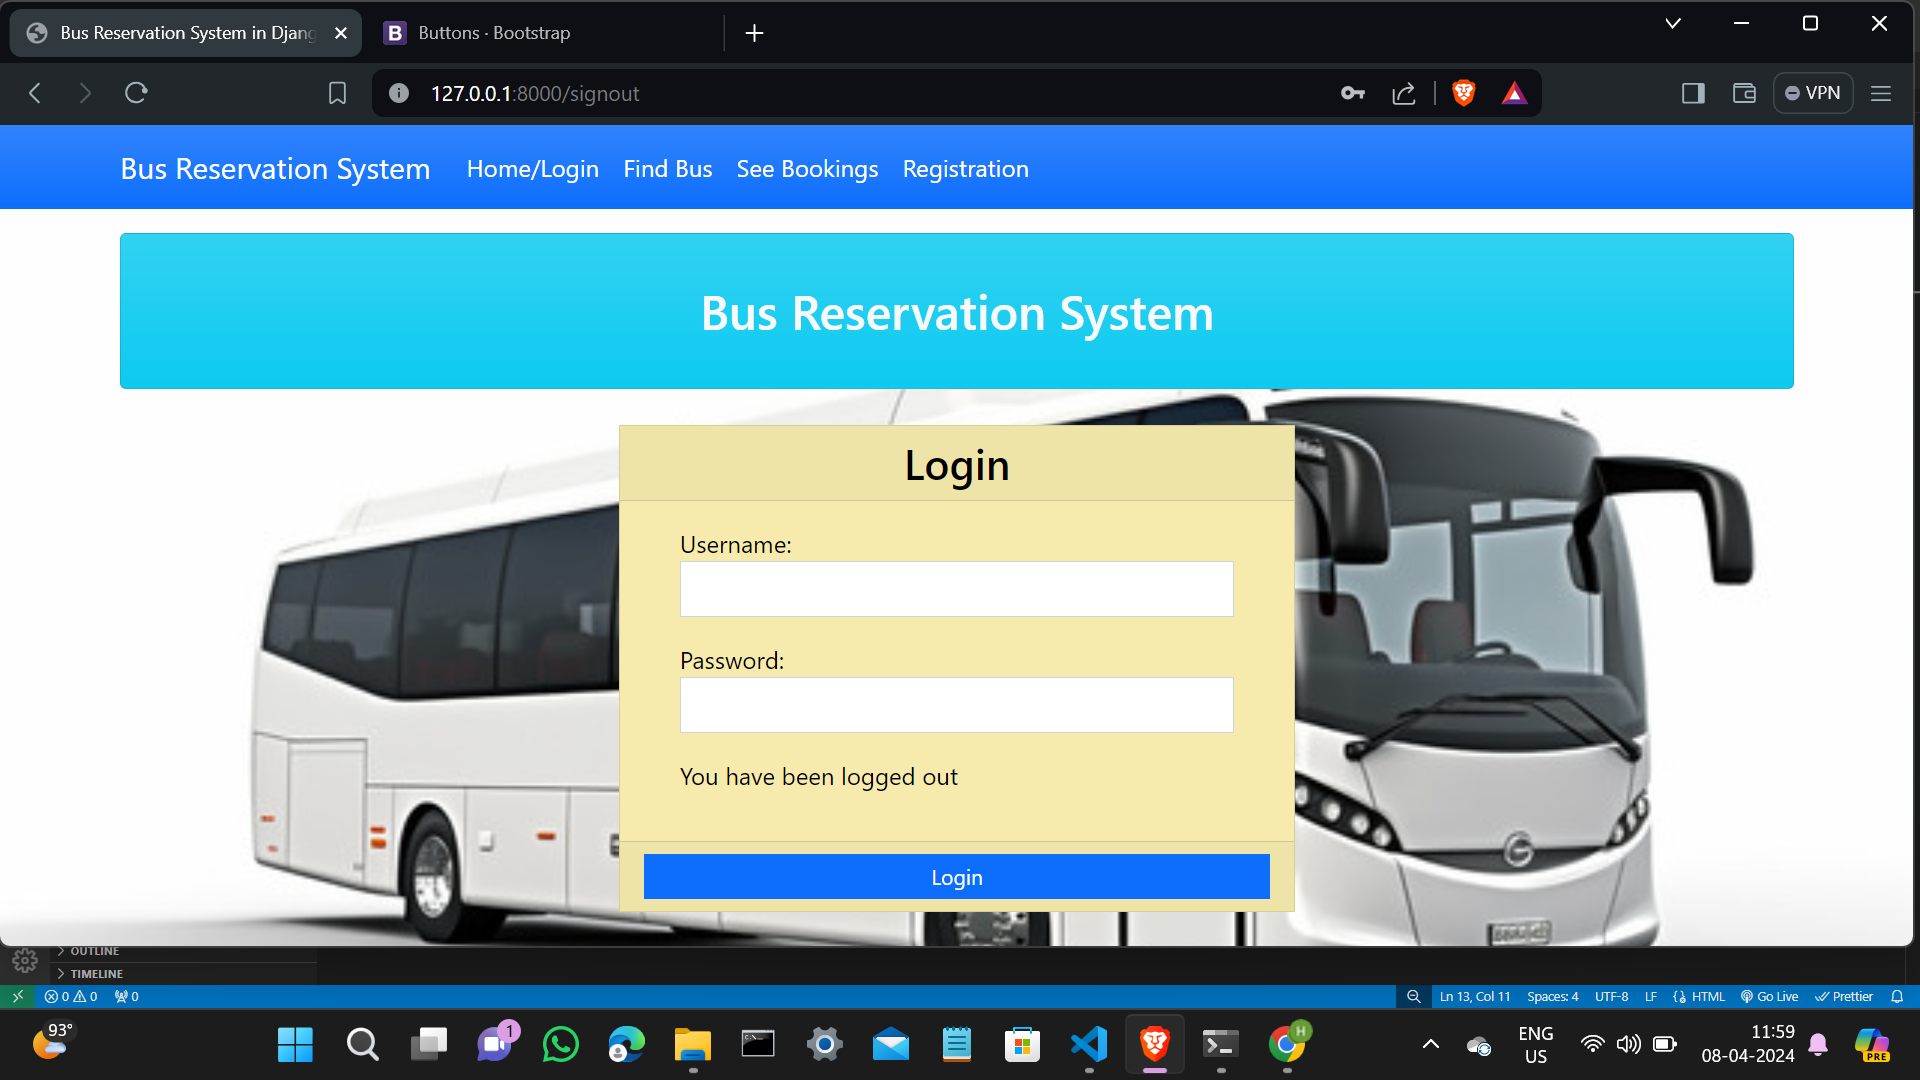 Bus Reservation System in Djang
Buttons · Bootstrap
127.0.0.1:8000/signout
VPN
Bus Reservation System
Home/Login
Find Bus
See Bookings
Registration
Bus Reservation System
Login
Username:
Password:
You have been logged out
Login
OUTLINE
TIMELINE
0 0 0
Ln 13, Col 11
Spaces: 4
UTF-8
LF
HTML
Go Live
Prettier
93°
1
H
ENG
US
11:59
08-04-2024
PRE